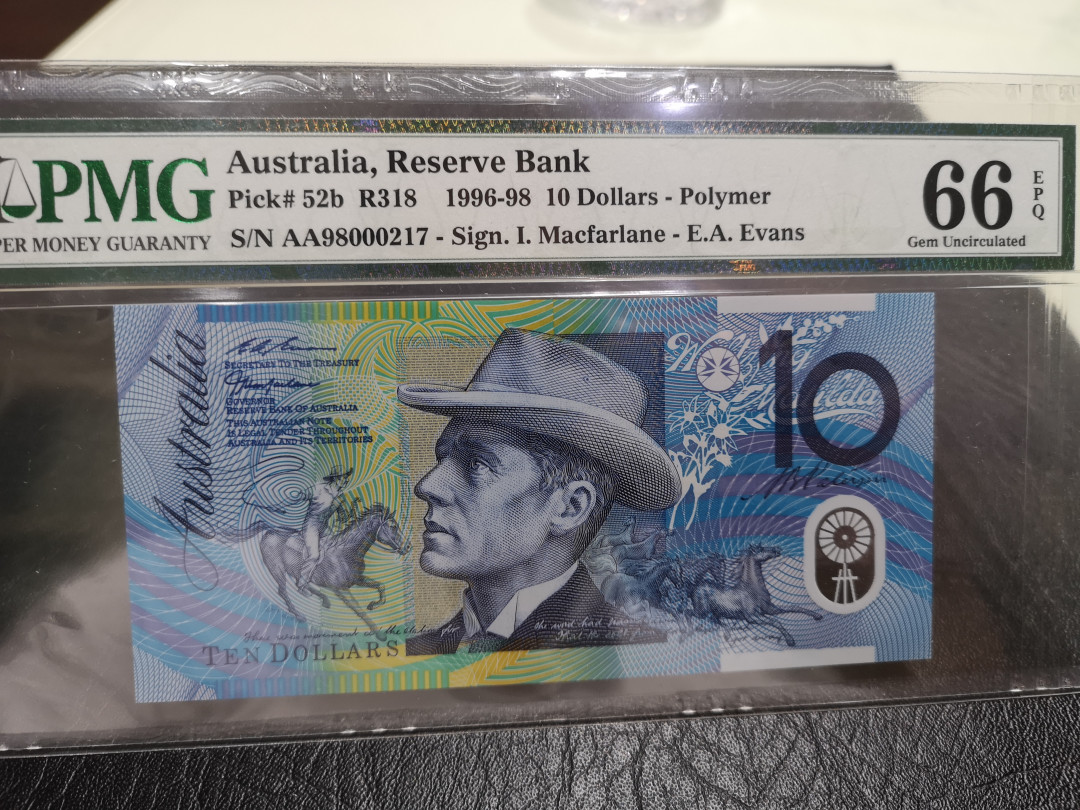 PMG
PER MONEY GUARANTY
Australia, Reserve Bank
Pick# 52b R318 1996-98 10 Dollars - Polymer
S/N AA98000217 - Sign. I. Macfarlane - E.A. Evans
66
EPQ
Gem Uncirculated
Australia
SECRETARY TO THE TREASURY
GOVERNOR
RESERVE BANK OF AUSTRALIA
THIS AUSTRALIAN NOTE
IS LEGAL TENDER THROUGHOUT
AUSTRALIA AND ITS TERRITORIES
10
TEN DOLLARS